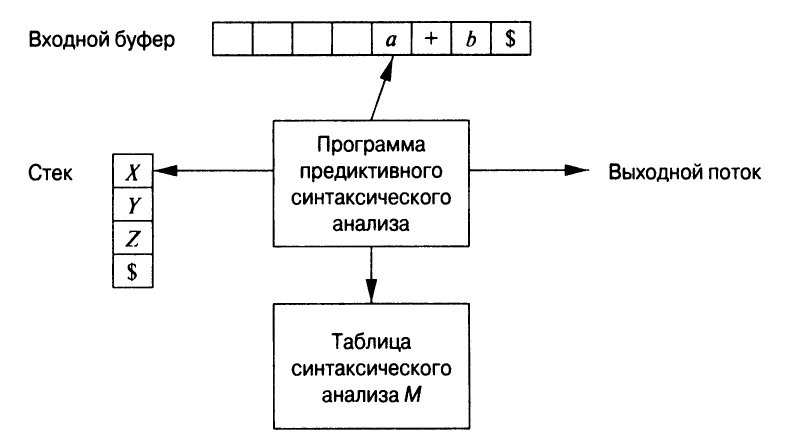 Входной буфер
a + b $
Программа
предиктивного
синтаксического
анализа
Стек
X
Y
Z
$
Выходной поток
Таблица
синтаксического
анализа M